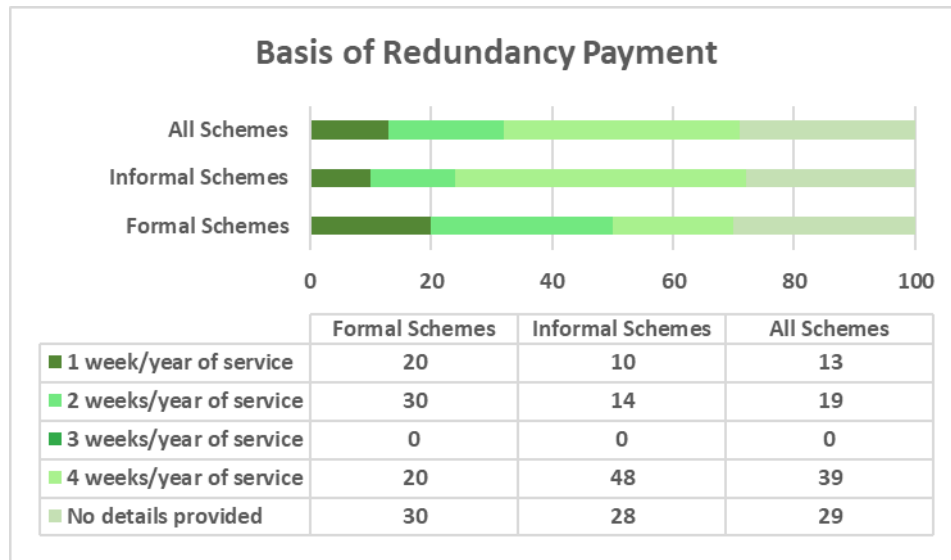 Basis of Redundancy Payment
All Schemes
Informal Schemes
Formal Schemes
0 20 40 60 80 100
Formal Schemes Informal Schemes All Schemes
1 week/year of service 20 10 13
2 weeks/year of service 30 14 19
3 weeks/year of service 0 0 0
4 weeks/year of service 20 48 39
No details provided 30 28 29